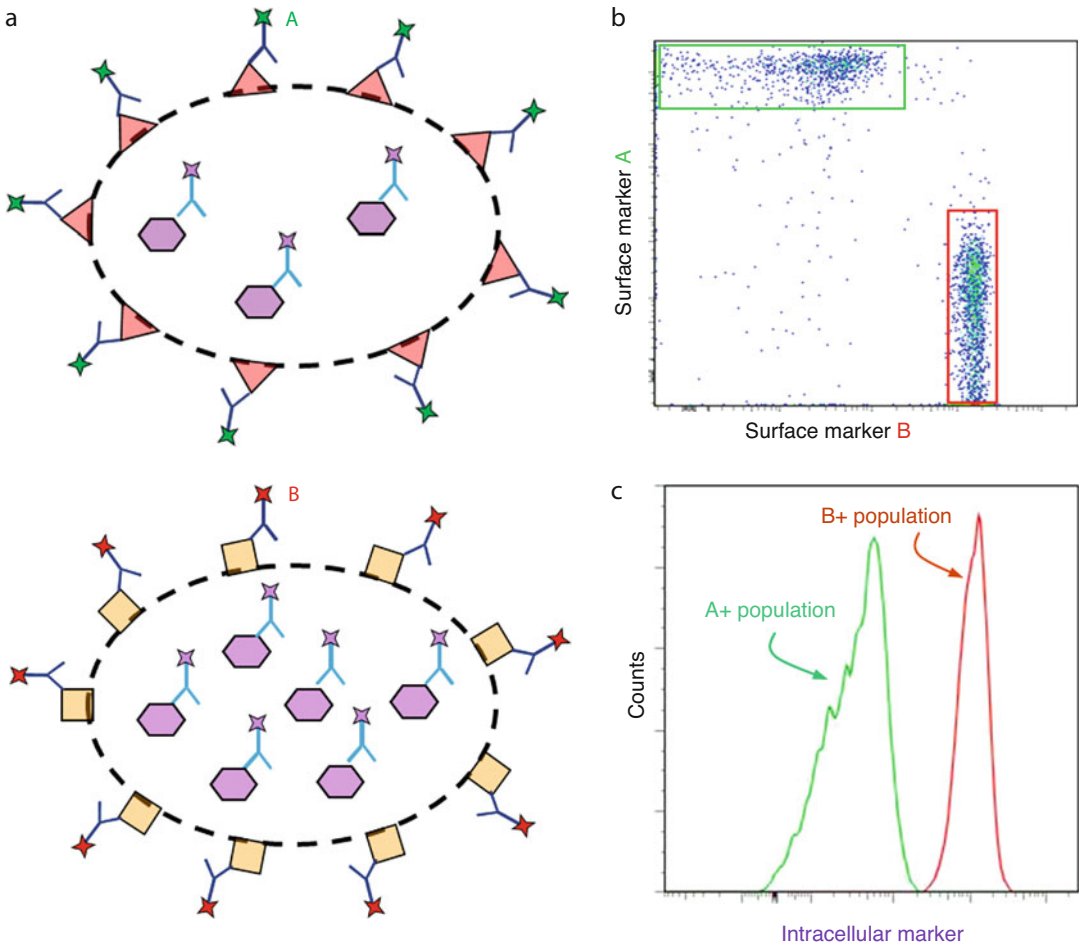 a
A
B
b
Surface marker A
Surface marker B
c
B+ population
A+ population
Counts
Intracellular marker